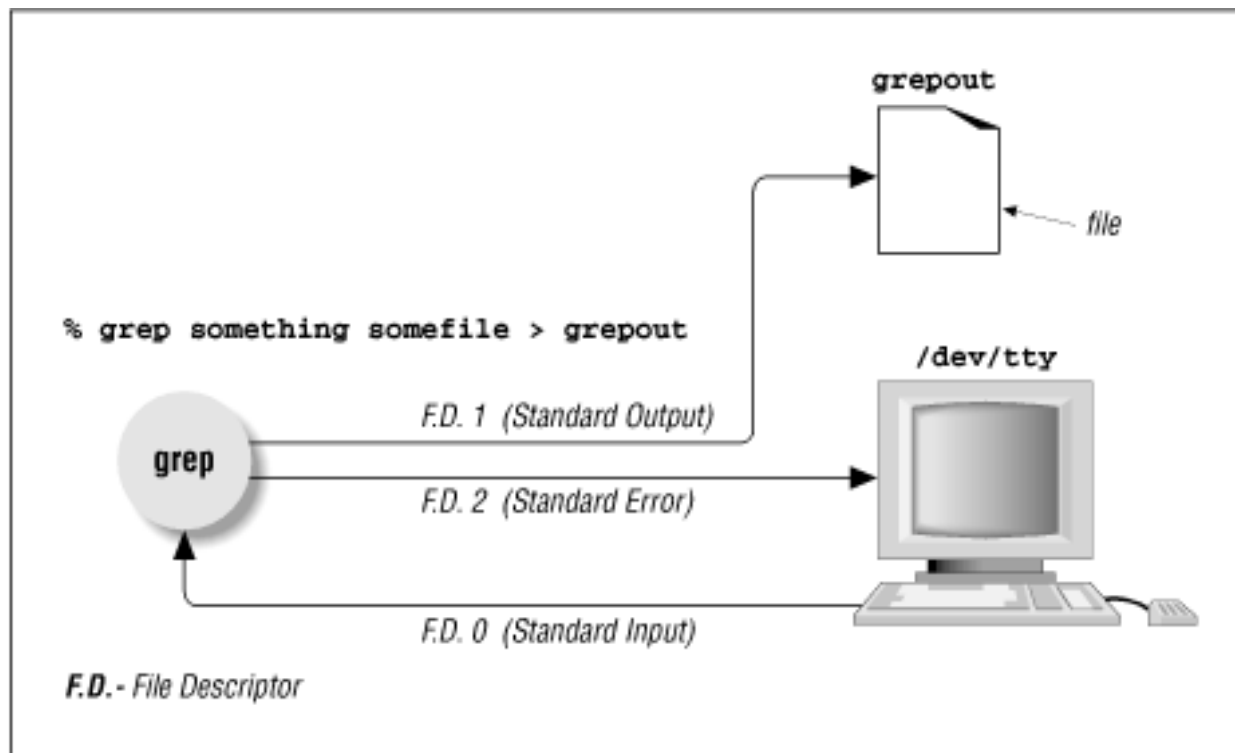 grepout
file
% grep something somefile > grepout
/dev/tty
F.D. 1 (Standard Output)
grep
F.D. 2 (Standard Error)
F.D. 0 (Standard Input)
F.D.- File Descriptor